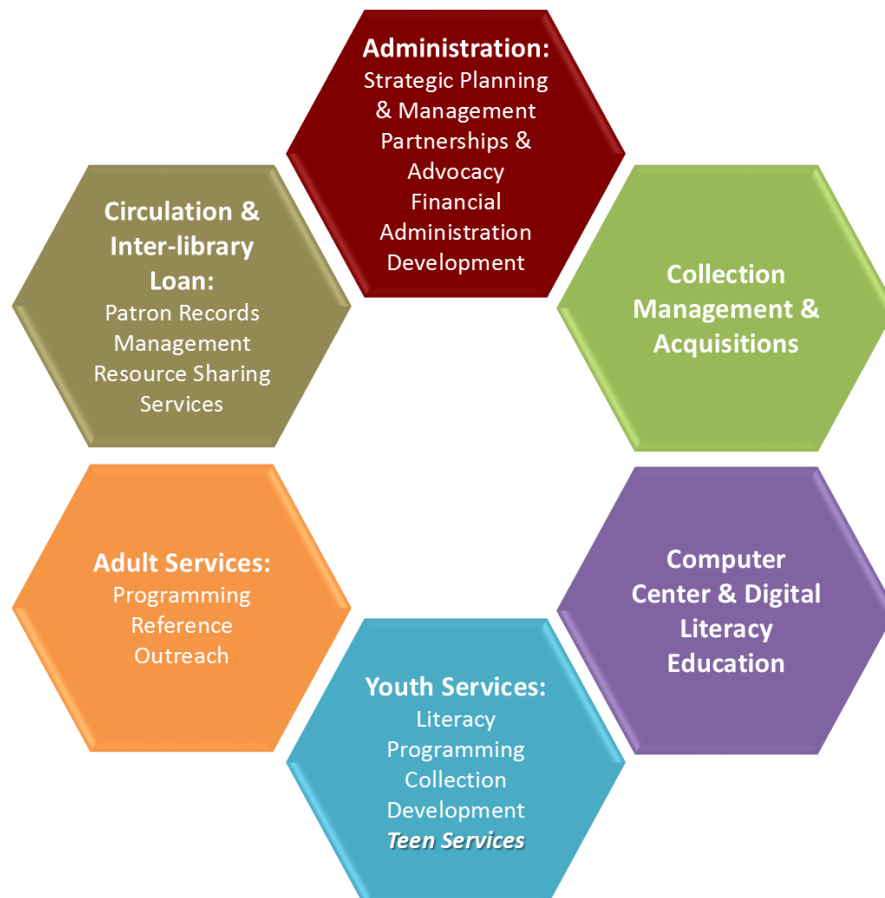 Administration:
Strategic Planning
& Management
Partnerships &
Advocacy
Financial
Administration
Development
Collection
Management &
Acquisitions
Computer
Center & Digital
Literacy
Education
Youth Services:
Literacy
Programming
Collection
Development
Teen Services
Adult Services:
Programming
Reference
Outreach
Circulation &
Inter-library
Loan:
Patron Records
Management
Resource Sharing
Services